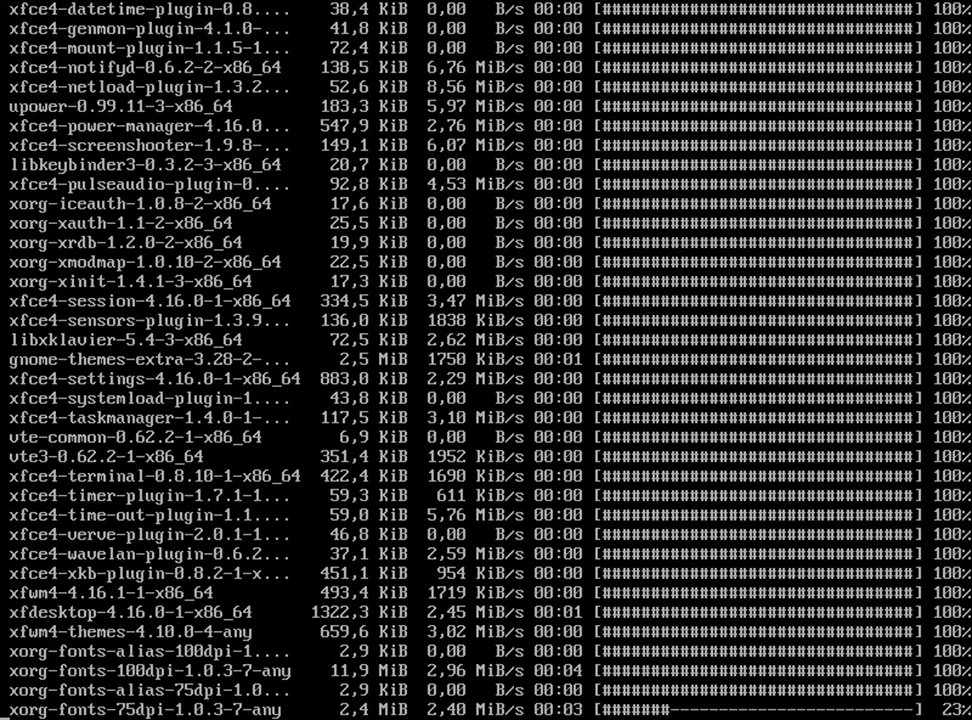 xfce4-datetime-plugin-0.8.... 38,4 KiB 0,00 B/s 00:00 [################################] 100%
xfce4-genmon-plugin-4.1.0-... 41,8 KiB 0,00 B/s 00:00 [################################] 100%
xfce4-mount-plugin-1.1.5-1... 72,4 KiB 0,00 B/s 00:00 [################################] 100%
xfce4-notifyd-0.6.2-2-x86_64 138,5 KiB 6,76 MiB/s 00:00 [################################] 100%
xfce4-netload-plugin-1.3.2... 52,6 KiB 8,56 MiB/s 00:00 [################################] 100%
upower-0.99.11-3-x86_64 183,3 KiB 5,97 MiB/s 00:00 [################################] 100%
xfce4-power-manager-4.16.0... 547,9 KiB 2,76 MiB/s 00:00 [################################] 100%
xfce4-screenshooter-1.9.8-... 149,1 KiB 6,07 MiB/s 00:00 [################################] 100%
libkeybinder3-0.3.2-3-x86_64 20,7 KiB 0,00 B/s 00:00 [################################] 100%
xfce4-pulseaudio-plugin-0.... 92,8 KiB 4,53 MiB/s 00:00 [################################] 100%
xorg-iceauth-1.0.8-2-x86_64 17,6 KiB 0,00 B/s 00:00 [################################] 100%
xorg-xauth-1.1-2-x86_64 25,5 KiB 0,00 B/s 00:00 [################################] 100%
xorg-xrdb-1.2.0-2-x86_64 19,9 KiB 0,00 B/s 00:00 [################################] 100%
xorg-xmodmap-1.0.10-2-x86_64 22,5 KiB 0,00 B/s 00:00 [################################] 100%
xorg-xinit-1.4.1-3-x86_64 17,3 KiB 0,00 B/s 00:00 [################################] 100%
xfce4-session-4.16.0-1-x86_64 334,5 KiB 3,47 MiB/s 00:00 [################################] 100%
xfce4-sensors-plugin-1.3.9... 136,0 KiB 1838 KiB/s 00:00 [################################] 100%
libxklavier-5.4-3-x86_64 72,5 KiB 2,62 MiB/s 00:00 [################################] 100%
gnome-themes-extra-3.28-2-... 2,5 MiB 1750 KiB/s 00:01 [################################] 100%
xfce4-settings-4.16.0-1-x86_64 883,0 KiB 2,29 MiB/s 00:00 [################################] 100%
xfce4-systemload-plugin-1.... 43,8 KiB 0,00 B/s 00:00 [################################] 100%
xfce4-taskmanager-1.4.0-1-... 117,5 KiB 3,10 MiB/s 00:00 [################################] 100%
vte-common-0.62.2-1-x86_64 6,9 KiB 0,00 B/s 00:00 [################################] 100%
vte3-0.62.2-1-x86_64 351,4 KiB 1952 KiB/s 00:00 [################################] 100%
xfce4-terminal-0.8.10-1-x86_64 422,4 KiB 1690 KiB/s 00:00 [################################] 100%
xfce4-timer-plugin-1.7.1-1... 59,3 KiB 611 KiB/s 00:00 [################################] 100%
xfce4-time-out-plugin-1.1.... 59,0 KiB 5,76 MiB/s 00:00 [################################] 100%
xfce4-verve-plugin-2.0.1-1... 46,8 KiB 0,00 B/s 00:00 [################################] 100%
xfce4-wavelan-plugin-0.6.2... 37,1 KiB 2,59 MiB/s 00:00 [################################] 100%
xfce4-xkb-plugin-0.8.2-1-x... 451,1 KiB 954 KiB/s 00:00 [################################] 100%
xfwm4-4.16.1-1-x86_64 493,4 KiB 1719 KiB/s 00:00 [################################] 100%
xfdesktop-4.16.0-1-x86_64 1322,3 KiB 2,45 MiB/s 00:01 [################################] 100%
xfwm4-themes-4.10.0-4-any 659,6 KiB 3,02 MiB/s 00:00 [################################] 100%
xorg-fonts-alias-100dpi-1.... 2,9 KiB 0,00 B/s 00:00 [################################] 100%
xorg-fonts-100dpi-1.0.3-7-any 11,9 MiB 2,96 MiB/s 00:04 [################################] 100%
xorg-fonts-alias-75dpi-1.0... 2,9 KiB 0,00 B/s 00:00 [################################] 100%
xorg-fonts-75dpi-1.0.3-7-any 2,4 MiB 2,40 MiB/s 00:03 [#######-------------------------] 23%